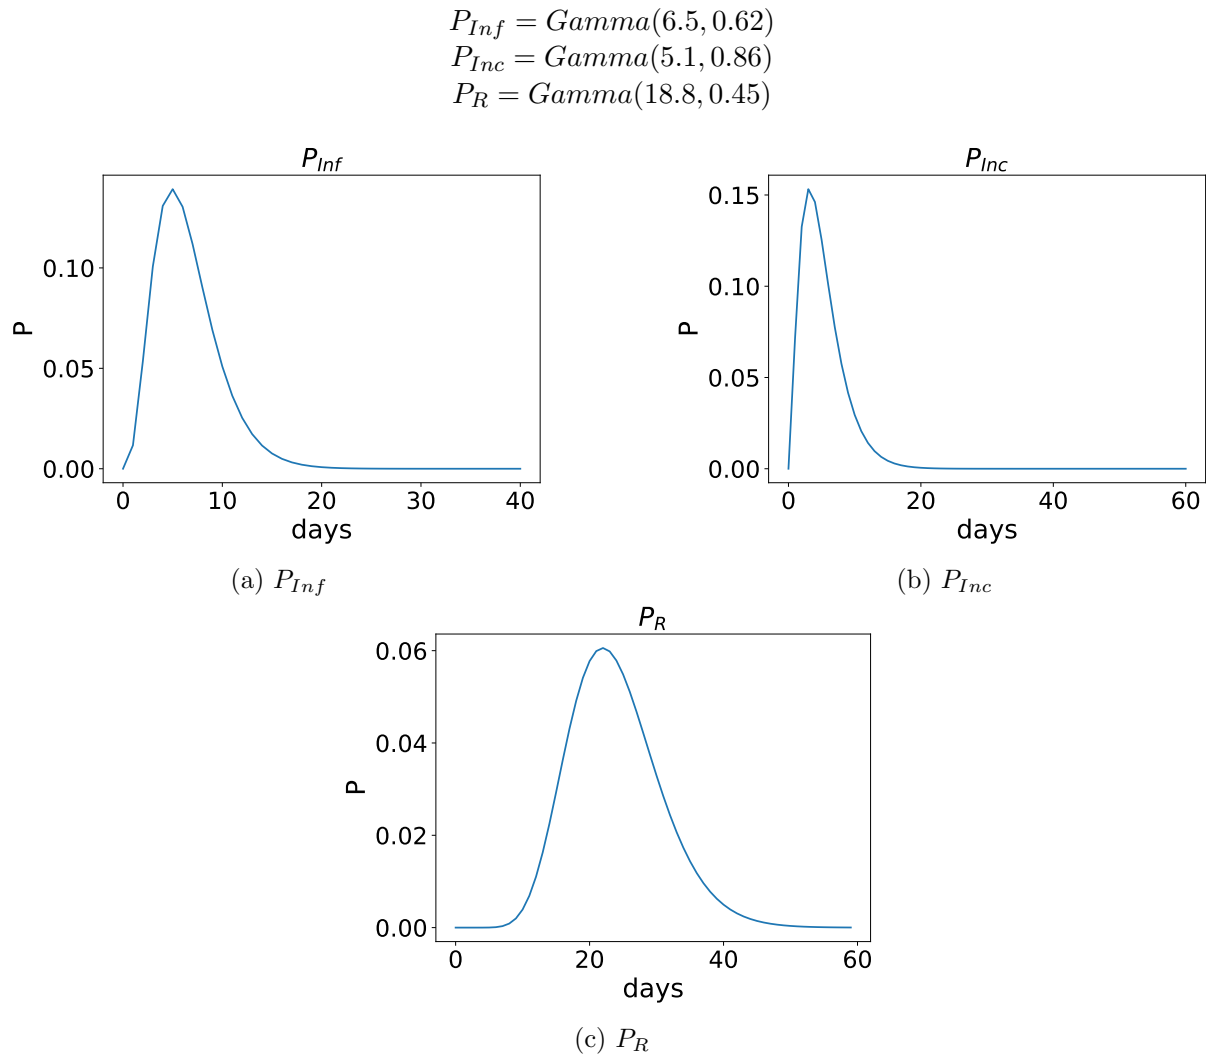 P_{Inf} = Gamma(6.5, 0.62)
P_{Inc} = Gamma(5.1, 0.86)
P_R = Gamma(18.8, 0.45)
P_{Inf}
P
0.10
0.05
0.00
0 10 20 30 40
days
(a) P_{Inf}
P_{Inc}
P
0.15
0.10
0.05
0.00
0 20 40 60
days
(b) P_{Inc}
P_R
P
0.06
0.04
0.02
0.00
0 20 40 60
days
(c) P_R